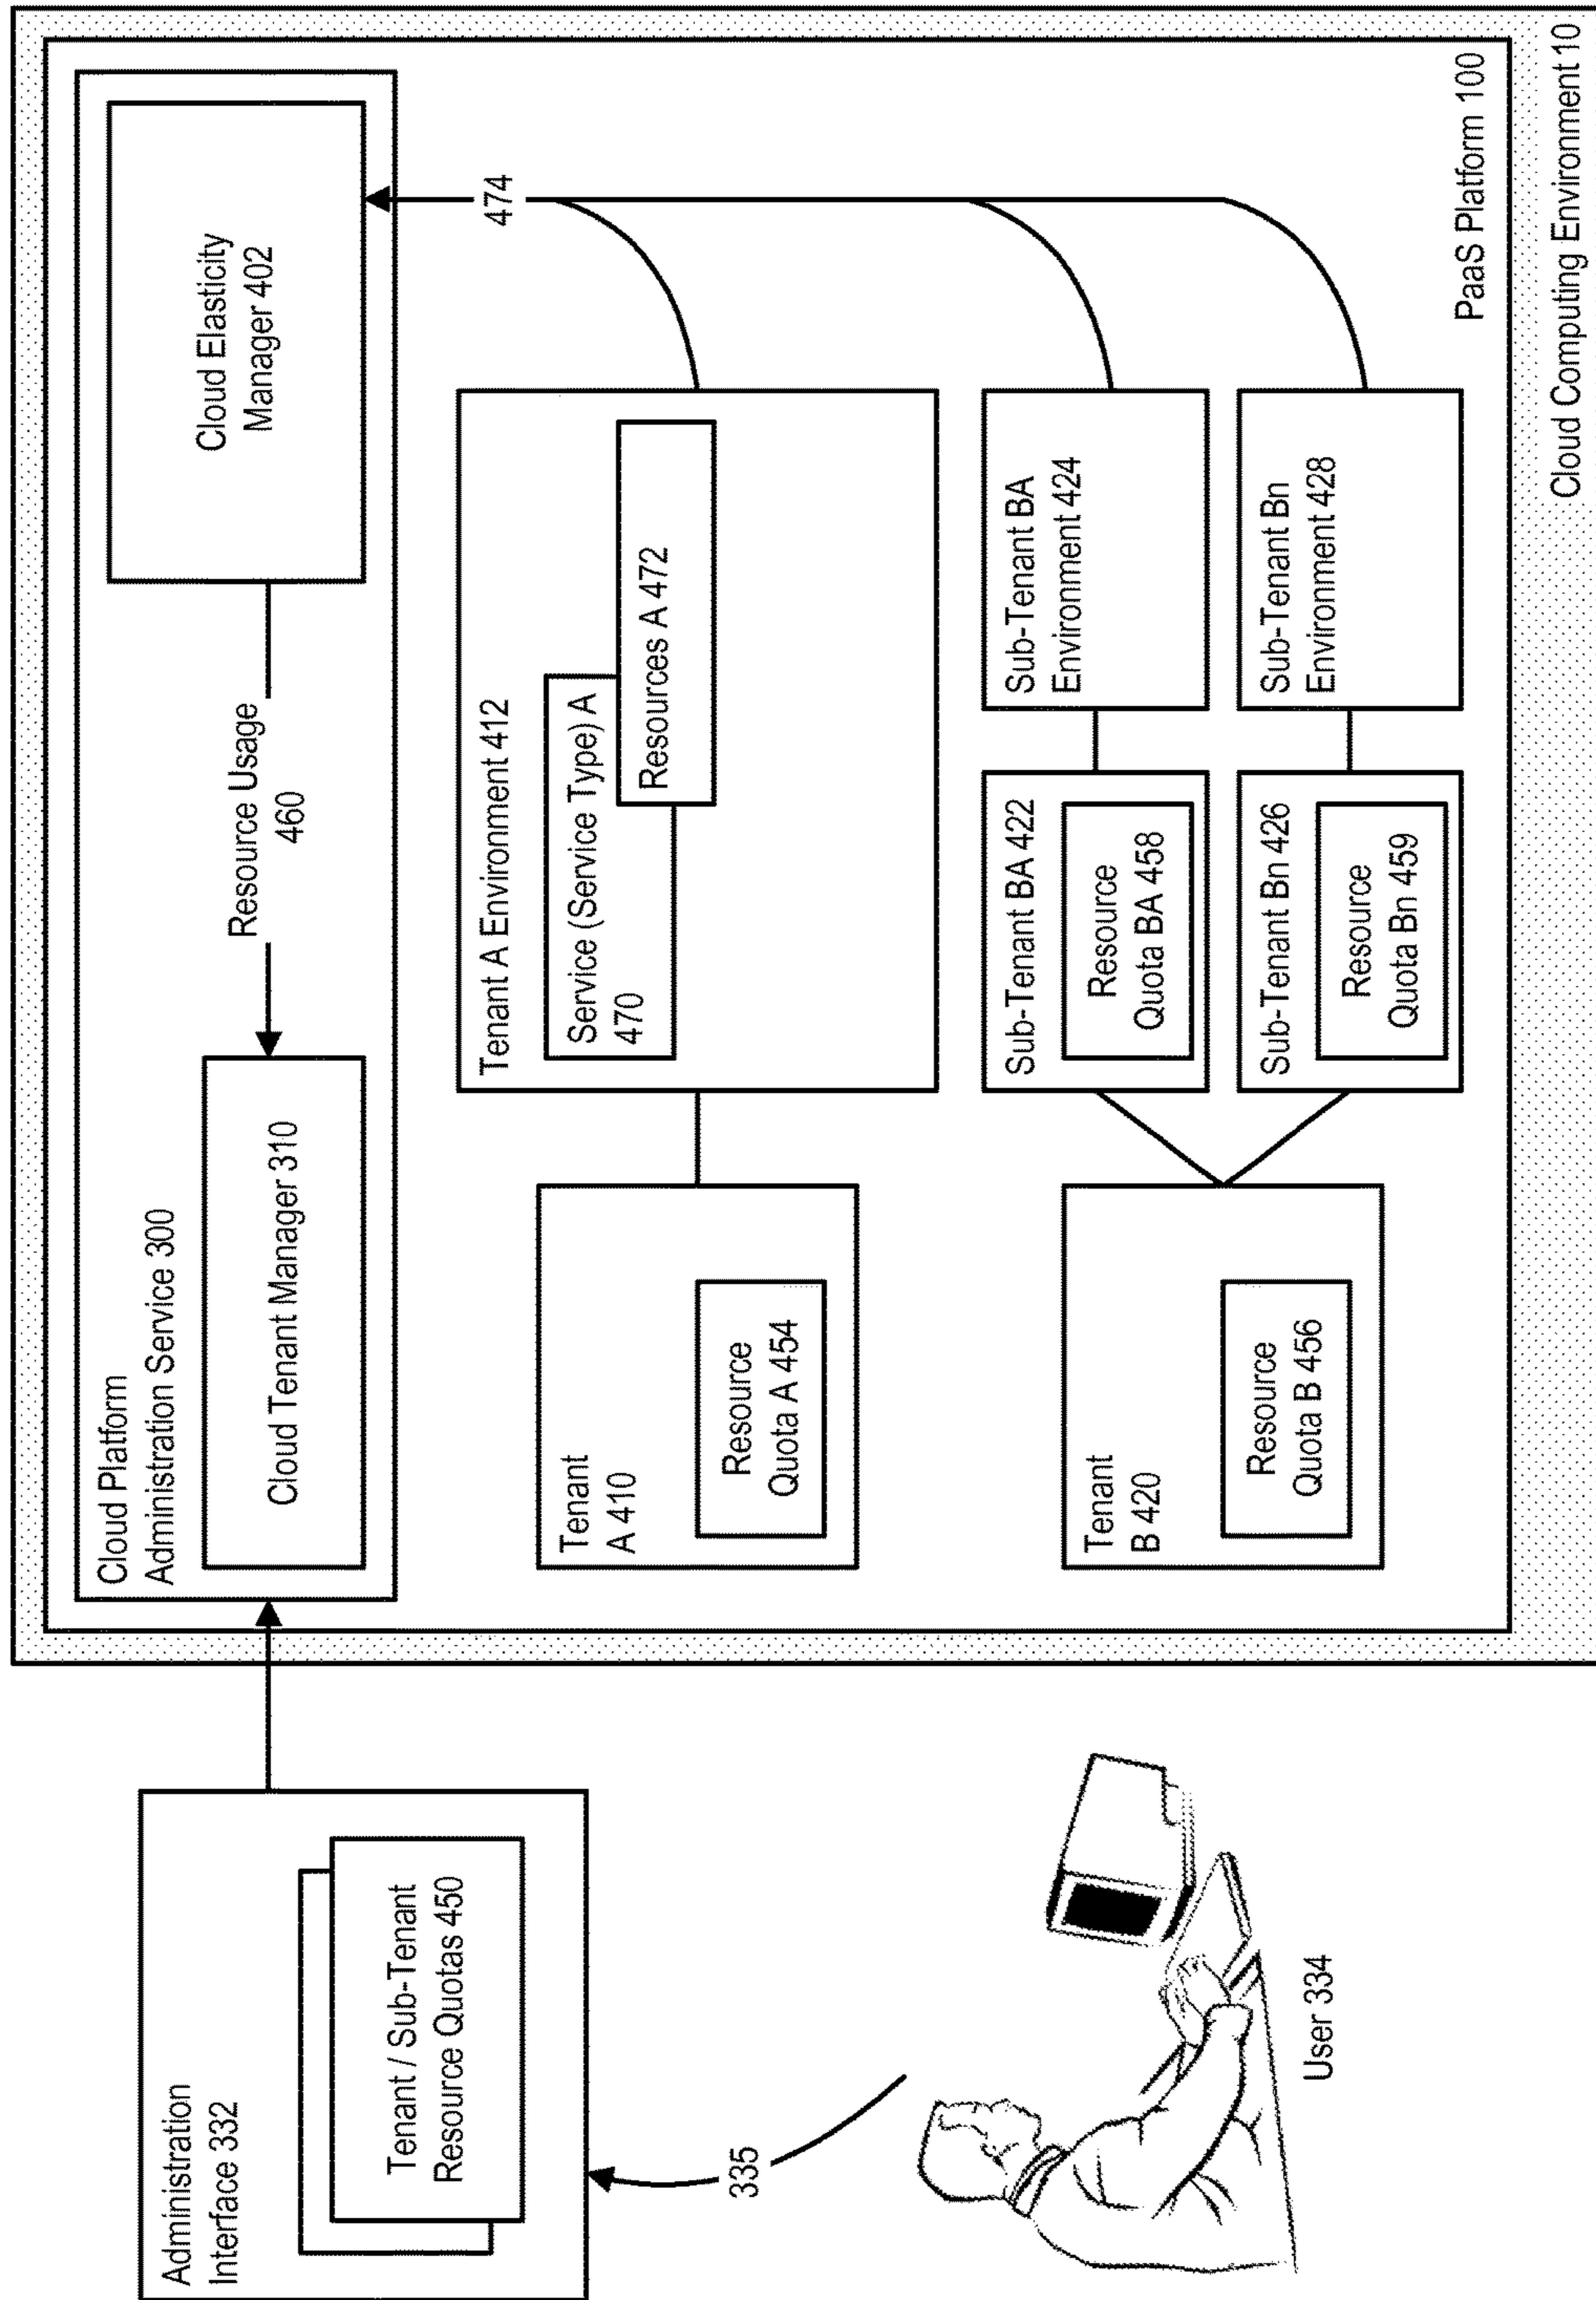 Administration
Interface 332
Tenant / Sub-Tenant
Resource Quotas 450
335
User 334
Cloud Platform
Administration Service 300
Cloud Tenant Manager 310
Resource Usage
460
Cloud Elasticity
Manager 402
474
Tenant
A 410
Resource
Quota A 454
Tenant A Environment 412
Service (Service Type) A
470
Resources A 472
Tenant
B 420
Resource
Quota B 456
Sub-Tenant BA 422
Resource
Quota BA 458
Sub-Tenant BA
Environment 424
Sub-Tenant Bn 426
Resource
Quota Bn 459
Sub-Tenant Bn
Environment 428
PaaS Platform 100
Cloud Computing Environment 10